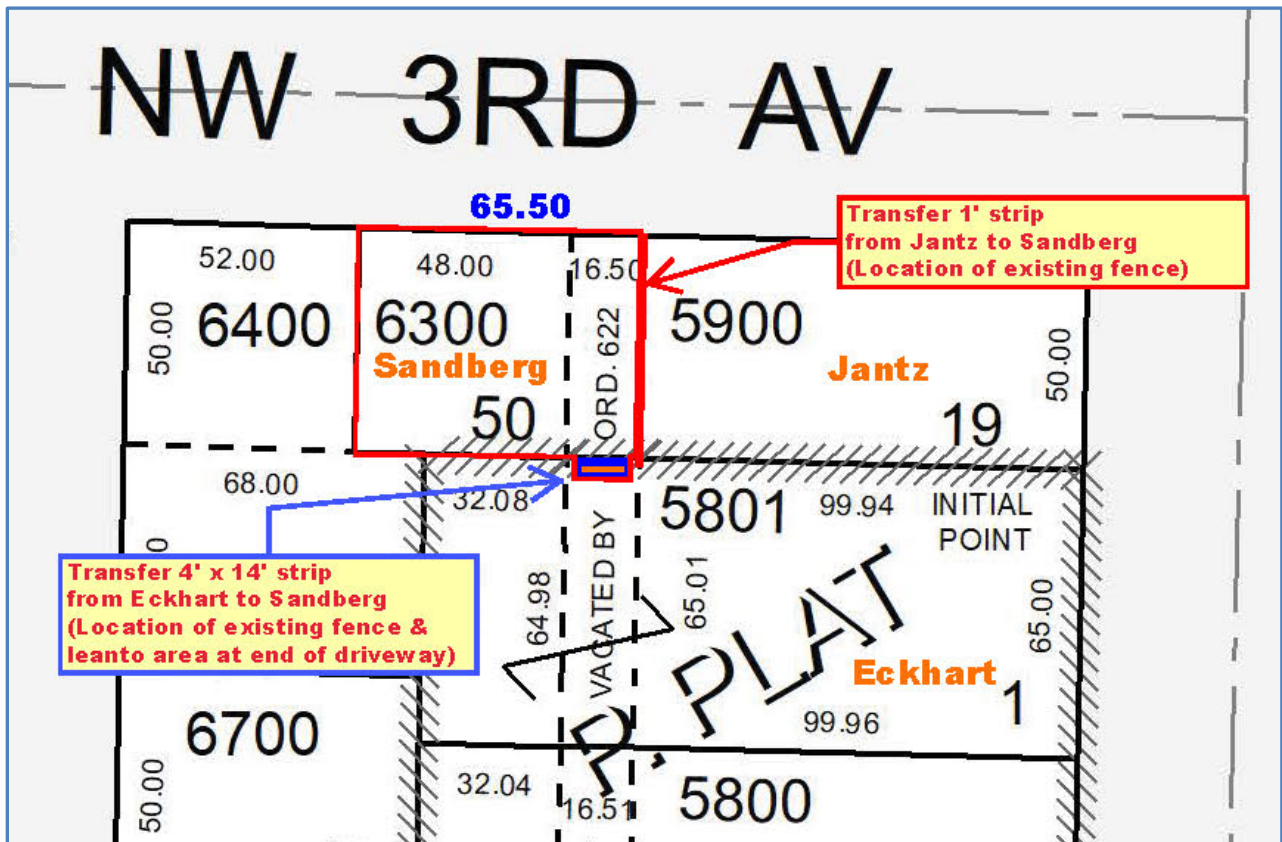 NW 3RD AV
65.50
Transfer 1' strip
from Jantz to Sandberg
(Location of existing fence)
52.00
48.00
16.50
50.00
6400
6300
ORD. 622
5900
50.00
Sandberg
Jantz
50
19
68.00
32.08
5801
99.94
INITIAL
POINT
Transfer 4' x 14' strip
from Eckhart to Sandberg
(Location of existing fence &
leanto area at end of driveway)
64.98
VACATED BY
65.01
65.00
P. PLAT
Eckhart
1
6700
99.96
50.00
32.04
16.51
5800